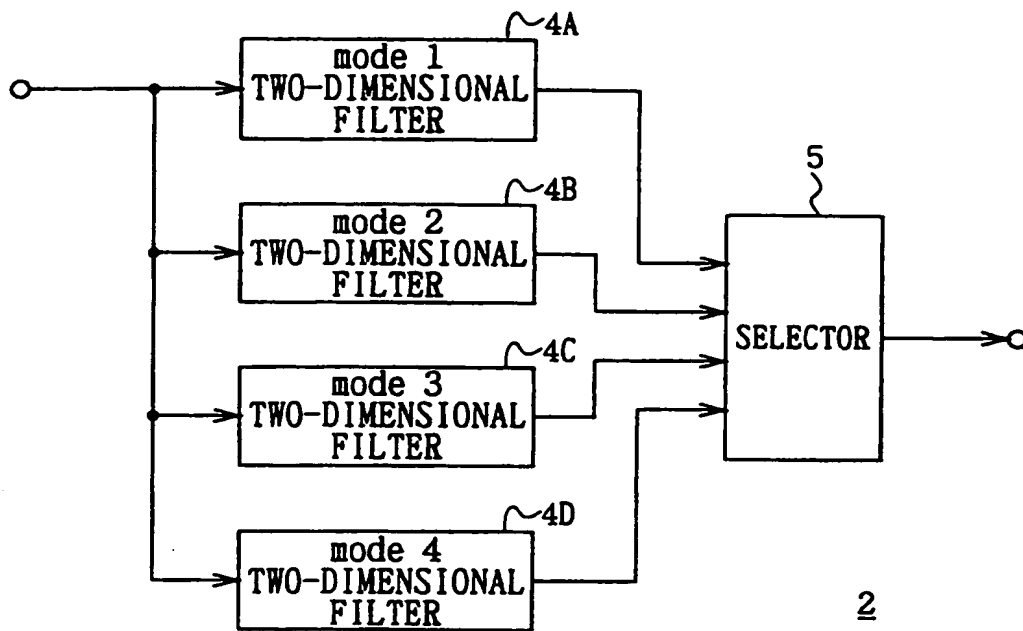 4A
mode 1
TWO-DIMENSIONAL
FILTER
4B
mode 2
TWO-DIMENSIONAL
FILTER
4C
mode 3
TWO-DIMENSIONAL
FILTER
4D
mode 4
TWO-DIMENSIONAL
FILTER
5
SELECTOR
2